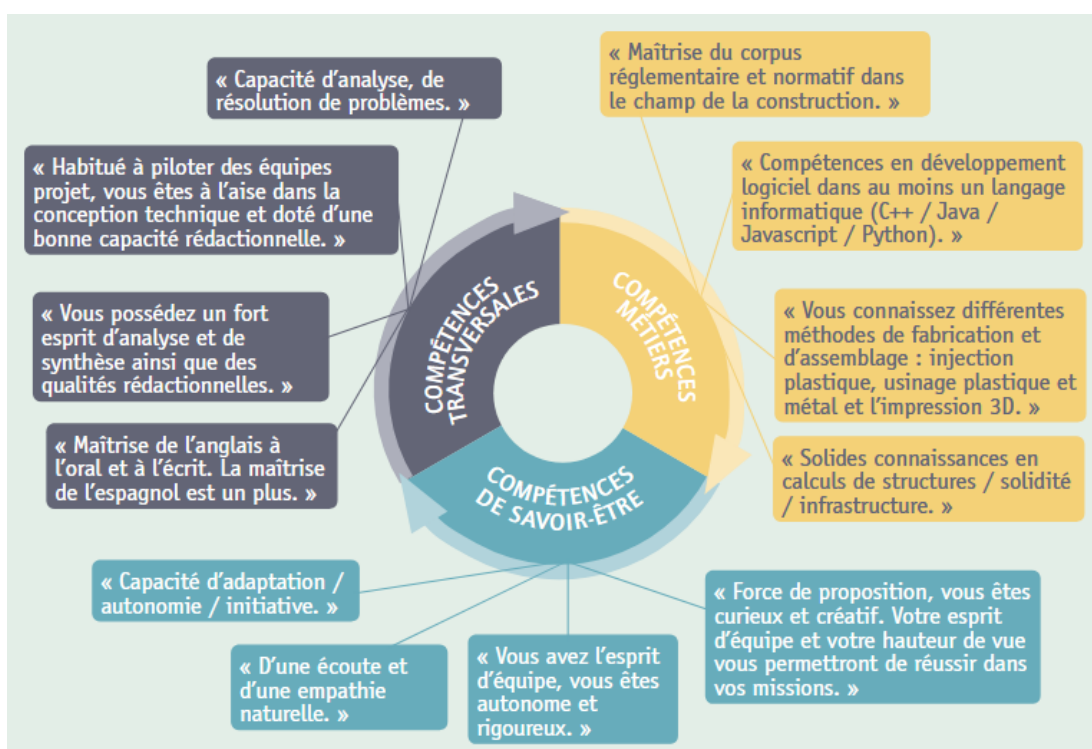 « Capacité d’analyse, de
résolution de problèmes. »
« Habitué à piloter des équipes
projet, vous êtes à l’aise dans la
conception technique et doté d’une
bonne capacité rédactionnelle. »
« Vous possédez un fort
esprit d’analyse et de
synthèse ainsi que des
qualités rédactionnelles. »
« Maîtrise de l’anglais à
l’oral et à l’écrit. La maîtrise
de l’espagnol est un plus. »
COMPÉTENCES
TRANSVERSALES
COMPÉTENCES
MÉTIERS
COMPÉTENCES
DE SAVOIR-ÊTRE
« Maîtrise du corpus
réglementaire et normatif dans
le champ de la construction. »
« Compétences en développement
logiciel dans au moins un langage
informatique (C++ / Java /
Javascript / Python). »
« Vous connaissez différentes
méthodes de fabrication et
d’assemblage : injection
plastique, usinage plastique et
métal et l’impression 3D. »
« Solides connaissances en
calculs de structures / solidité
/ infrastructure. »
« Capacité d’adaptation /
autonomie / initiative. »
« D’une écoute et
d’une empathie
naturelle. »
« Vous avez l’esprit
d’équipe, vous êtes
autonome et
rigoureux. »
« Force de proposition, vous êtes
curieux et créatif. Votre esprit
d’équipe et votre hauteur de vue
vous permettront de réussir dans
vos missions. »